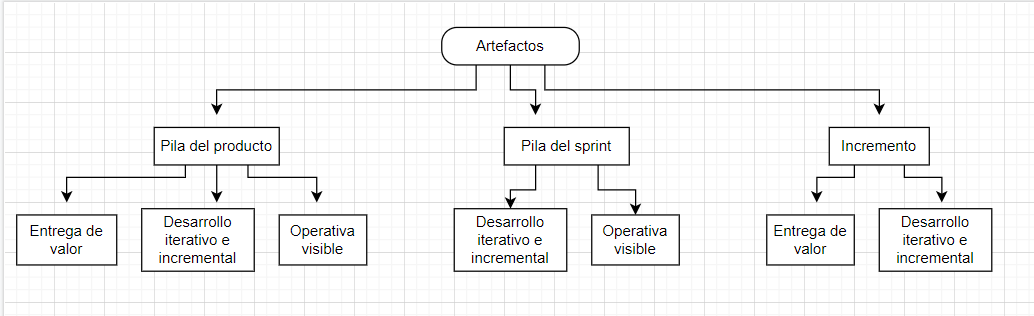 Artefactos
Pila del producto
Pila del sprint
Incremento
Entrega de
valor
Desarrollo
iterativo e
incremental
Operativa
visible
Desarrollo
iterativo e
incremental
Operativa
visible
Entrega de
valor
Desarrollo
iterativo e
incremental